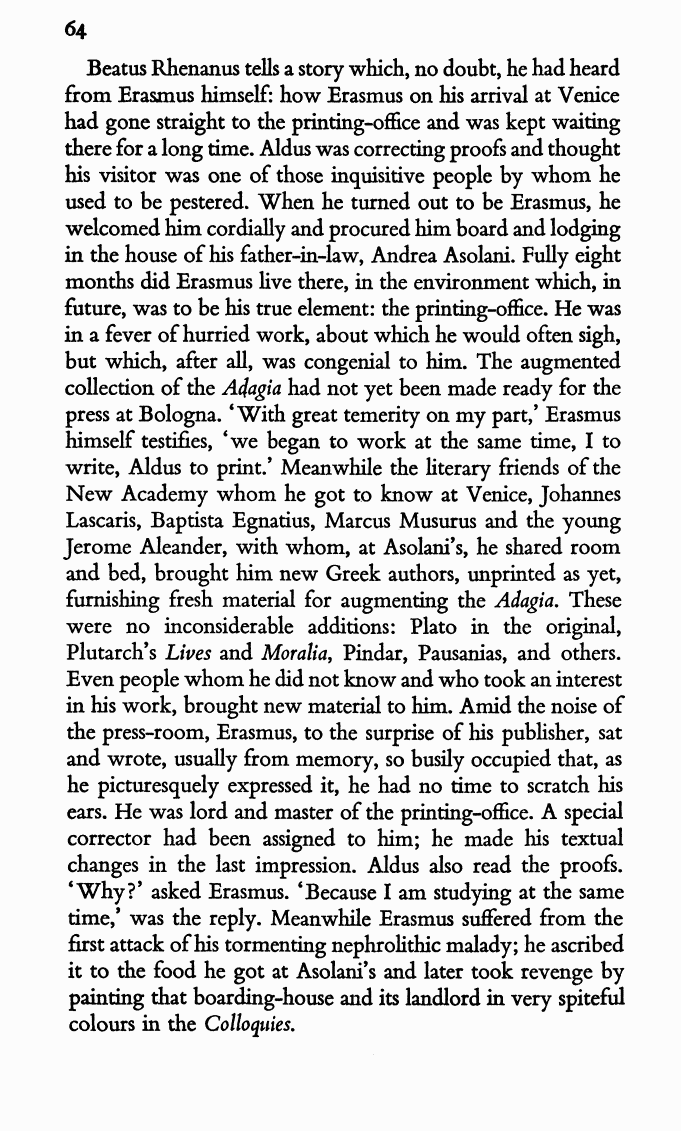 64
Beatus Rhenanus tells a story which, no doubt, he had heard
from Erasmus himself: how Erasmus on his arrival at Venice
had gone straight to the printing-office and was kept waiting
there for a long time. Aldus was correcting proofs and thought
his visitor was one of those inquisitive people by whom he
used to be pestered. When he turned out to be Erasmus, he
welcomed him cordially and procured him board and lodging
in the house of his father-in-law, Andrea Asolani. Fully eight
months did Erasmus live there, in the environment which, in
future, was to be his true element: the printing-office. He was
in a fever of hurried work, about which he would often sigh,
but which, after all, was congenial to him. The augmented
collection of the Adagia had not yet been made ready for the
press at Bologna. ‘With great temerity on my part,’ Erasmus
himself testifies, ‘we began to work at the same time, I to
write, Aldus to print.’ Meanwhile the literary friends of the
New Academy whom he got to know at Venice, Johannes
Lascaris, Baptista Egnatius, Marcus Musurus and the young
Jerome Aleander, with whom, at Asolani’s, he shared room
and bed, brought him new Greek authors, unprinted as yet,
furnishing fresh material for augmenting the Adagia. These
were no inconsiderable additions: Plato in the original,
Plutarch’s Lives and Moralia, Pindar, Pausanias, and others.
Even people whom he did not know and who took an interest
in his work, brought new material to him. Amid the noise of
the press-room, Erasmus, to the surprise of his publisher, sat
and wrote, usually from memory, so busily occupied that, as
he picturesquely expressed it, he had no time to scratch his
ears. He was lord and master of the printing-office. A special
corrector had been assigned to him; he made his textual
changes in the last impression. Aldus also read the proofs.
‘Why?’ asked Erasmus. ‘Because I am studying at the same
time,’ was the reply. Meanwhile Erasmus suffered from the
first attack of his tormenting nephrolithic malady; he ascribed
it to the food he got at Asolani’s and later took revenge by
painting that boarding-house and its landlord in very spiteful
colours in the Colloquies.